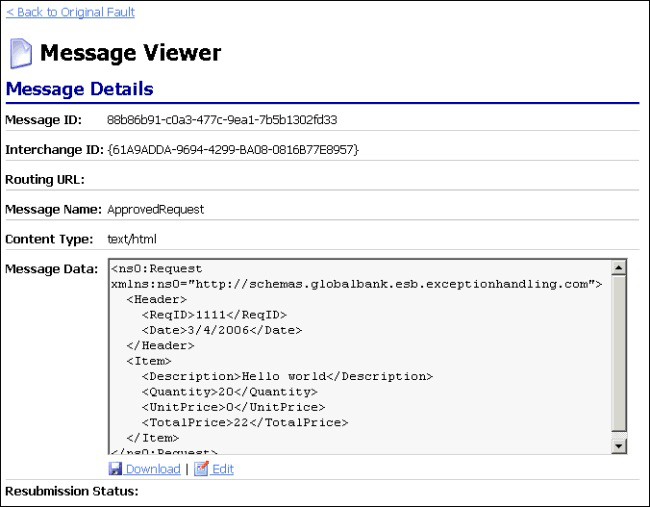 < Back to Original Fault
Message Viewer
Message Details
Message ID: 88b86b91-c0a3-477c-9ea1-7b5b1302fd33
Interchange ID: {61A9ADDA-9694-4299-BA08-0816B77E8957}
Routing URL:
Message Name: ApprovedRequest
Content Type: text/html
Message Data: <ns0:Request
xmlns:ns0="http://schemas.globalbank.esb.exceptionhandling.com">
<Header>
<ReqID>1111</ReqID>
<Date>3/4/2006</Date>
</Header>
<Item>
<Description>Hello world</Description>
<Quantity>20</Quantity>
<UnitPrice>0</UnitPrice>
<TotalPrice>22</TotalPrice>
</Item>
</ns0:Request>
Download | Edit
Resubmission Status: